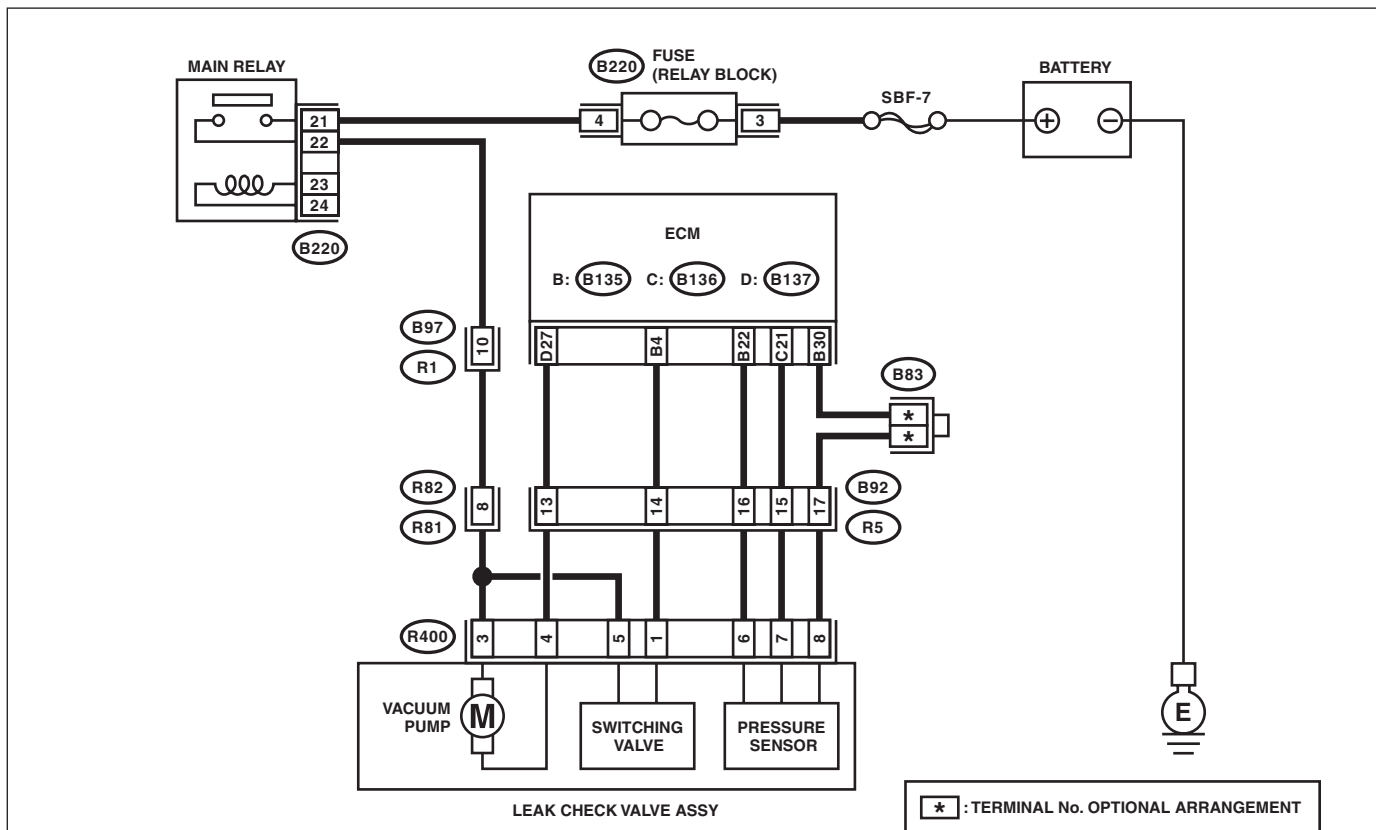 MAIN RELAY
B220
FUSE
(RELAY BLOCK)
BATTERY
SBF-7
21
22
23
24
4
3
+
−
B220
ECM
B: B135 C: B136 D: B137
D27
B4
B22
C21
B30
B97
R1
10
B83
*
*
R82
R81
8
13
14
16
15
17
B92
R5
R400
3
4
5
1
6
7
8
VACUUM
PUMP
M
SWITCHING
VALVE
PRESSURE
SENSOR
E
LEAK CHECK VALVE ASSY
* : TERMINAL No. OPTIONAL ARRANGEMENT